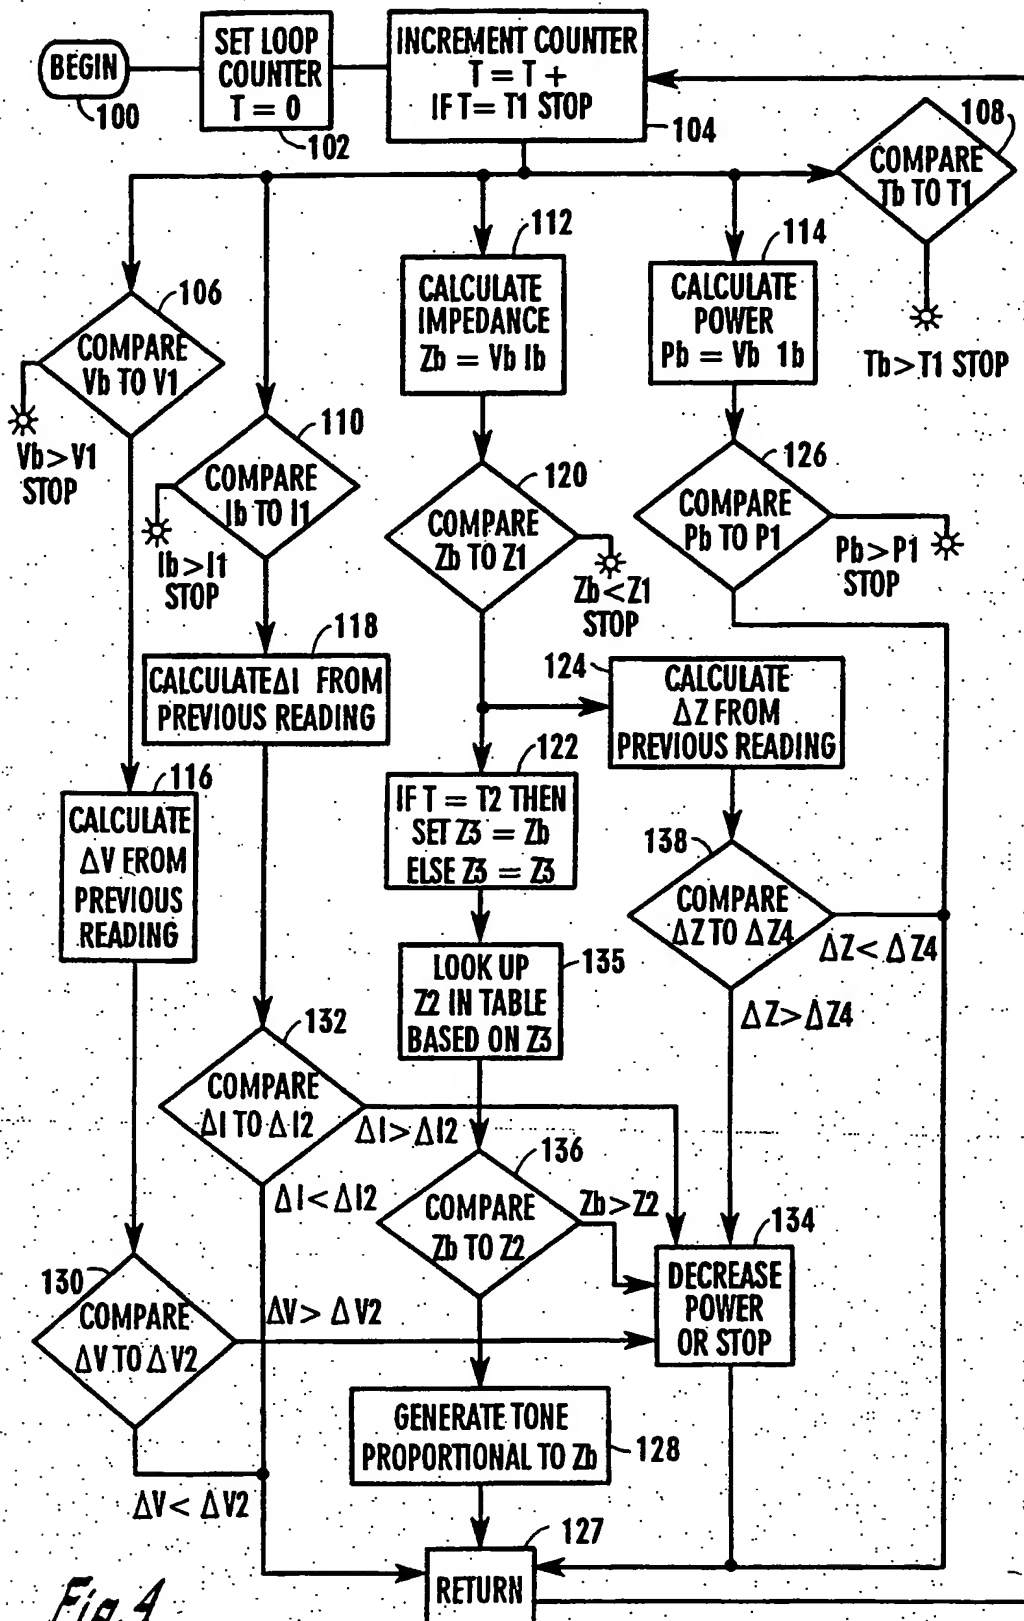 BEGIN
100
SET LOOP
COUNTER
T = 0
102
INCREMENT COUNTER
T = T +
IF T = T1 STOP
104
COMPARE
Tb TO T1
108
Tb > T1 STOP
COMPARE
Vb TO V1
106
Vb > V1
STOP
COMPARE
Ib TO I1
110
Ib > I1
STOP
112
CALCULATE
IMPEDANCE
Zb = Vb Ib
114
CALCULATE
POWER
Pb = Vb 1b
120
COMPARE
Zb TO Z1
Zb < Z1
STOP
126
COMPARE
Pb TO P1
Pb > P1
STOP
118
CALCULATE ΔI FROM
PREVIOUS READING
124
CALCULATE
ΔZ FROM
PREVIOUS READING
116
CALCULATE
ΔV FROM
PREVIOUS
READING
122
IF T = T2 THEN
SET Z3 = Zb
ELSE Z3 = Z3
138
COMPARE
ΔZ TO ΔZ4
ΔZ < ΔZ4
ΔZ > ΔZ4
LOOK UP
Z2 IN TABLE
BASED ON Z3
135
132
COMPARE
ΔI TO ΔI2
ΔI > ΔI2
ΔI < ΔI2
136
COMPARE
Zb TO Z2
Zb > Z2
134
DECREASE
POWER
OR STOP
130
COMPARE
ΔV TO ΔV2
ΔV > ΔV2
ΔV < ΔV2
GENERATE TONE
PROPORTIONAL TO Zb
128
127
RETURN
Fig. 4